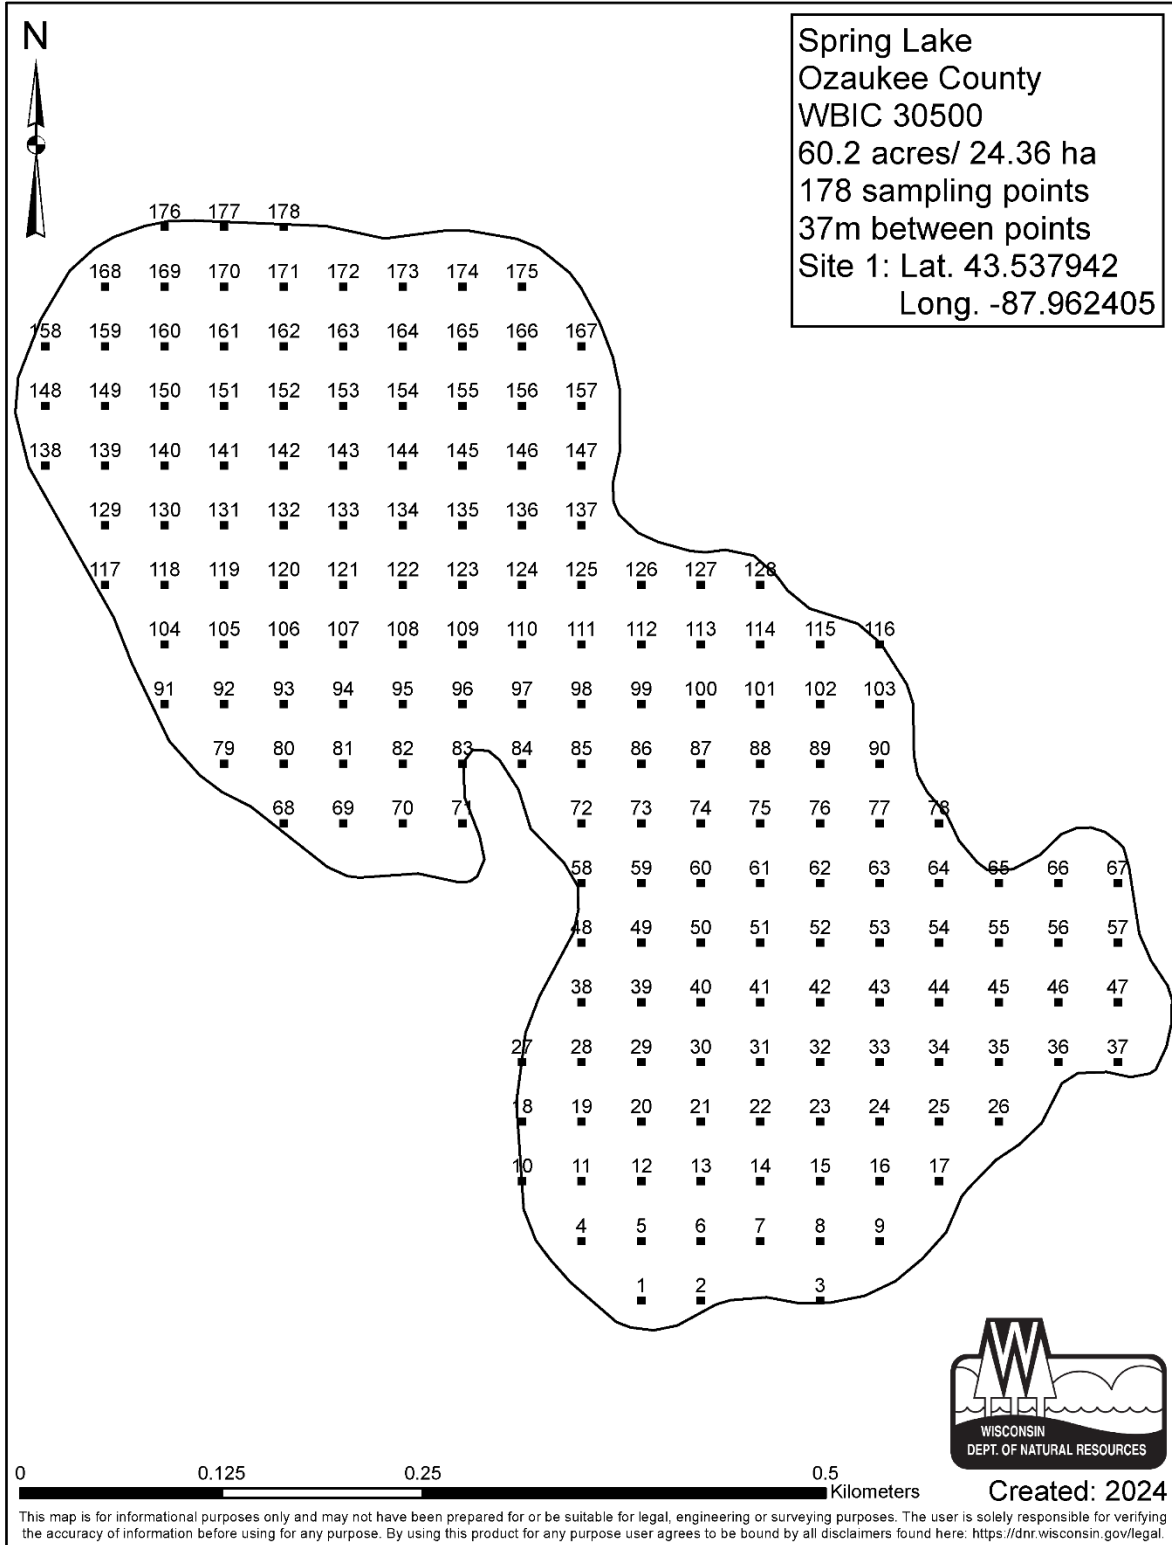 N
Spring Lake
Ozaukee County
WBIC 30500
60.2 acres/ 24.36 ha
178 sampling points
37m between points
Site 1: Lat. 43.537942
Long. -87.962405
176 177 178
168 169 170 171 172 173 174 175
158 159 160 161 162 163 164 165 166 167
148 149 150 151 152 153 154 155 156 157
138 139 140 141 142 143 144 145 146 147
129 130 131 132 133 134 135 136 137
117 118 119 120 121 122 123 124 125 126 127 128
104 105 106 107 108 109 110 111 112 113 114 115 116
91 92 93 94 95 96 97 98 99 100 101 102 103
79 80 81 82 83 84 85 86 87 88 89 90
68 69 70 71 72 73 74 75 76 77 78
58 59 60 61 62 63 64 65 66 67
48 49 50 51 52 53 54 55 56 57
38 39 40 41 42 43 44 45 46 47
27 28 29 30 31 32 33 34 35 36 37
18 19 20 21 22 23 24 25 26
10 11 12 13 14 15 16 17
4 5 6 7 8 9
1 2 3
W
WISCONSIN
DEPT. OF NATURAL RESOURCES
0 0.125 0.25 0.5
Kilometers
Created: 2024
This map is for informational purposes only and may not have been prepared for or be suitable for legal, engineering or surveying purposes. The user is solely responsible for verifying
the accuracy of information before using for any purpose. By using this product for any purpose user agrees to be bound by all disclaimers found here: https://dnr.wisconsin.gov/legal.